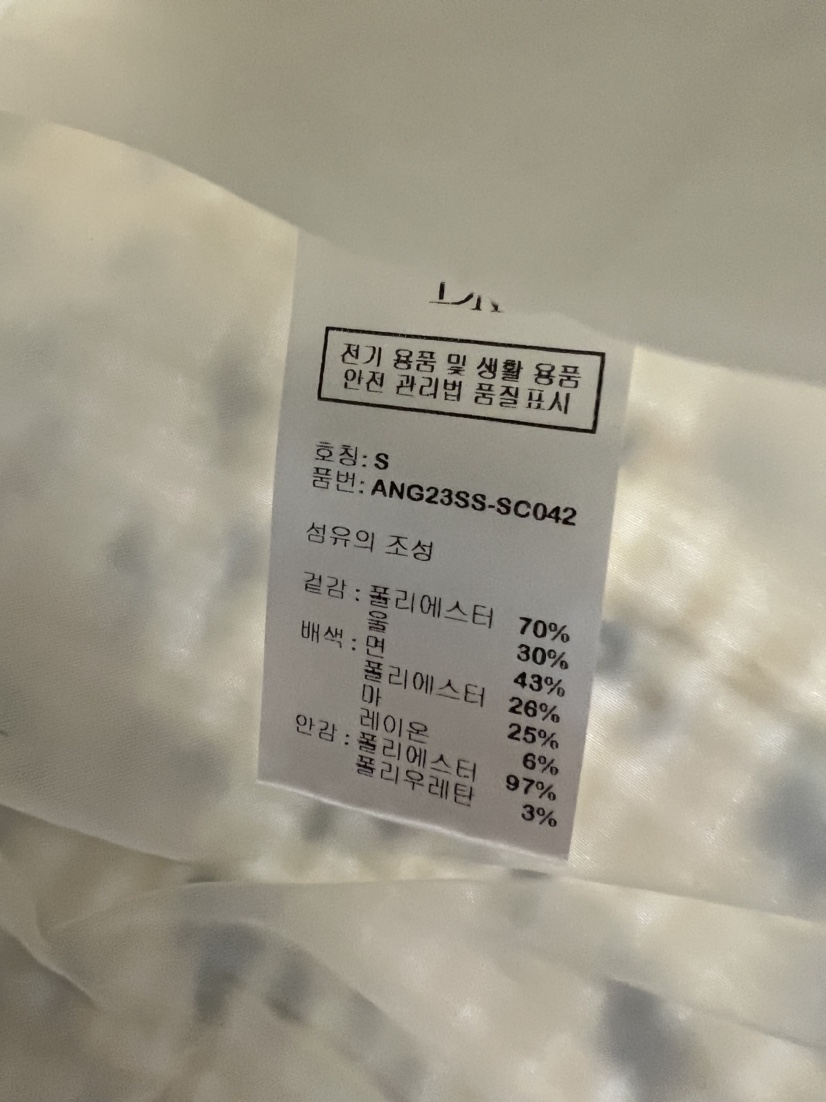 전기 용품 및 생활 용품
안전 관리법 품질표시
호칭: S
품번: ANG23SS-SC042
섬유의 조성
겉감 : 폴리에스터 70%
울 30%
배색 : 면 43%
폴리에스터 26%
마 25%
레이온 6%
안감 : 폴리에스터 97%
폴리우레탄 3%